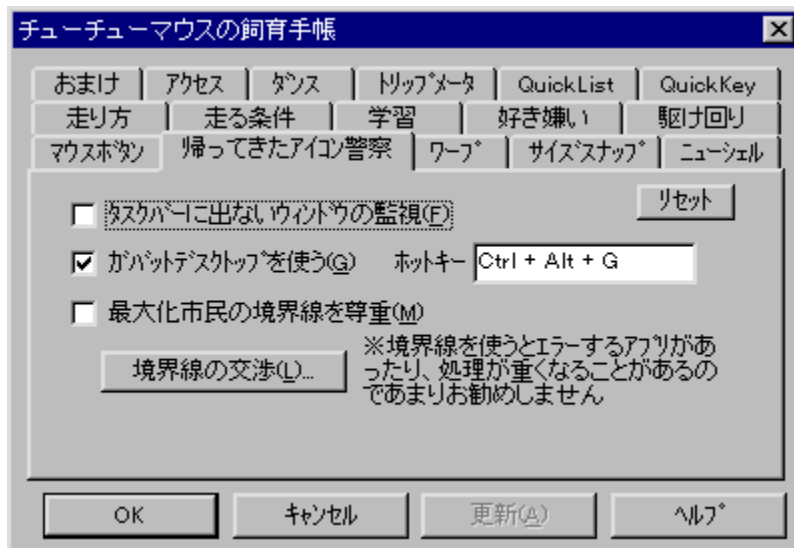 チューチューマウスの飼育手帳
おまけ ｱｸｾｽ ﾀﾞﾝｽ ﾄﾘｯﾌﾟﾒｰﾀ QuickList QuickKey
走り方 走る条件 学習 好き嫌い 駆け回り
ﾏｳｽﾎﾞﾀﾝ 帰ってきたｱｲｺﾝ警察 ﾜｰﾌﾟ ｻｲｽﾞｽﾅｯﾌﾟ ﾆｭｰｼｪﾙ
ﾀｽｸﾊﾞｰに出ないｳｨﾝﾄﾞｳの監視(F) ﾘｾｯﾄ
ｶﾞﾊﾞｯﾄﾃﾞｽｸﾄｯﾌﾟを使う(G) ﾎｯﾄｷｰ Ctrl + Alt + G
最大化市民の境界線を尊重(M)
境界線の交渉(L)...
※境界線を使うとｴﾗｰするｱﾌﾟﾘがあ
ったり、処理が重くなることがあるの
であまりお勧めしません
OK ｷｬﾝｾﾙ 更新(A) ﾍﾙﾌﾟ